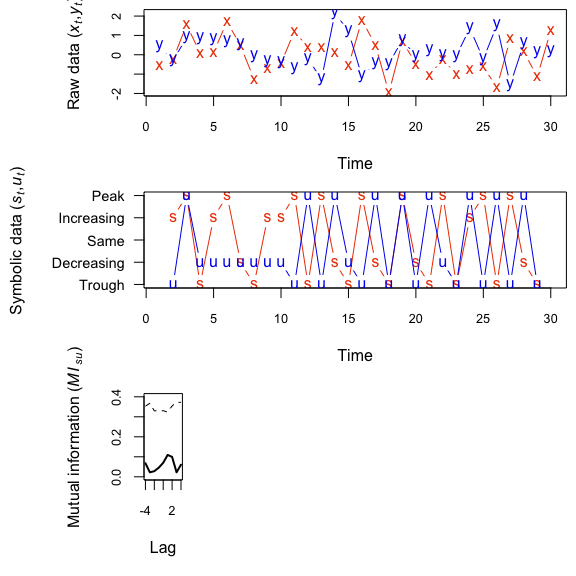 Raw data (x_t, y_t)
2
1
0
-2
0 5 10 15 20 25 30
Time
Symbolic data (s_t, u_t)
Peak
Increasing
Same
Decreasing
Trough
0 5 10 15 20 25 30
Time
Mutual information (MI_su)
0.4
0.2
0.0
-4 2
Lag